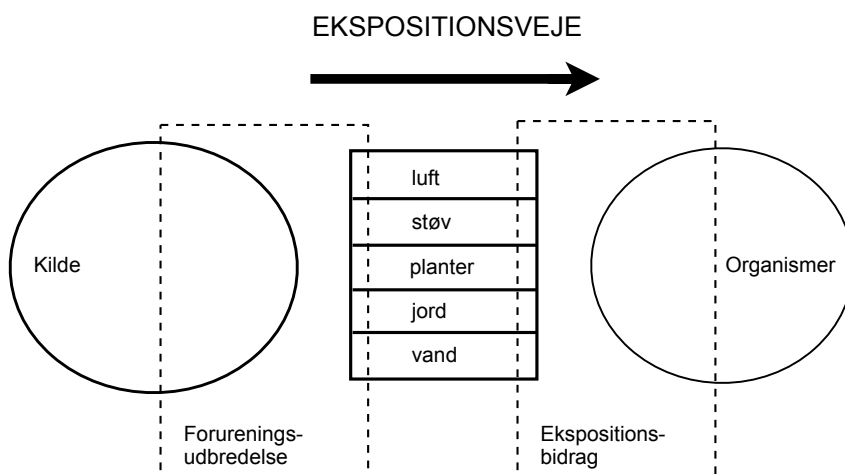 EKSPOSITIONSVEJE
luft
støv
Kilde
planter
Organismer
jord
vand
Forurenings-
udbredelse
Ekspositions-
bidrag